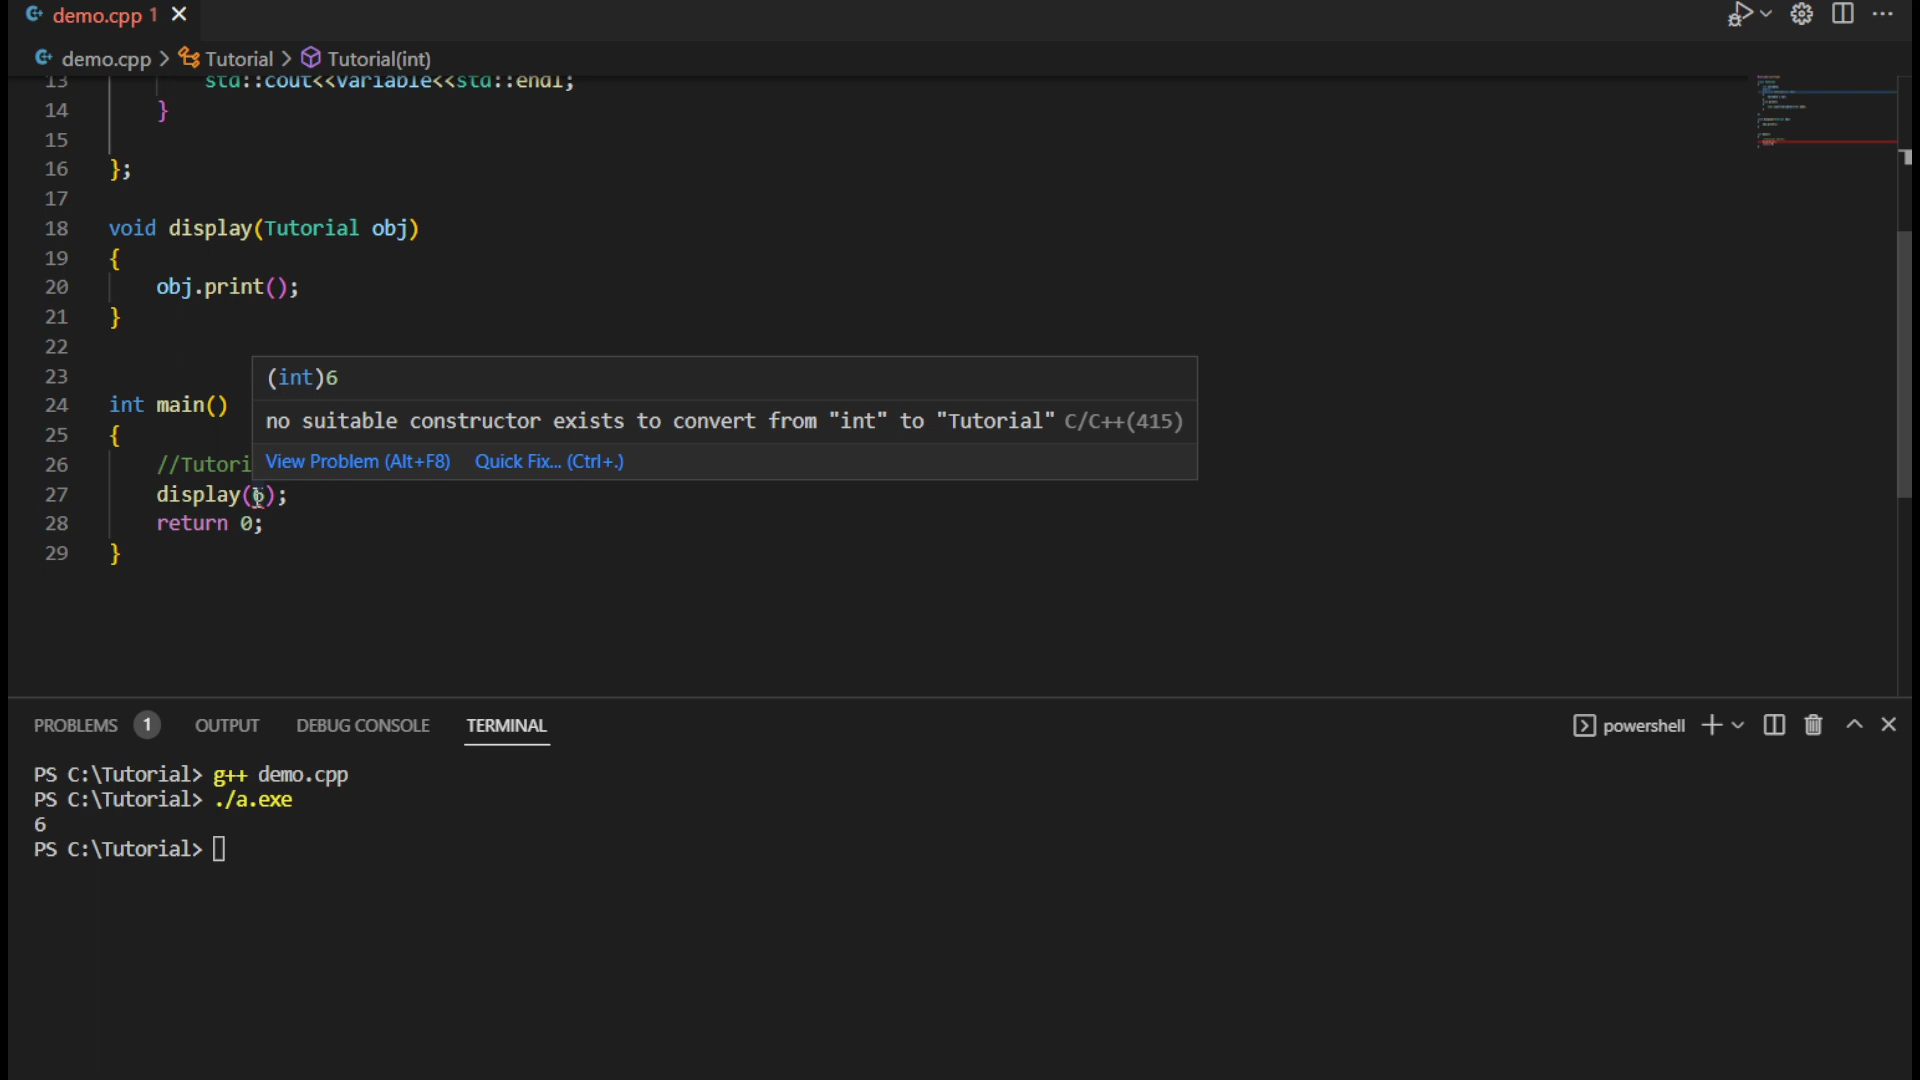 demo.cpp 1
demo.cpp > Tutorial > Tutorial(int)
13 std::cout<<variable<<std::endl;
14 }
15
16 };
17
18 void display(Tutorial obj)
19 {
20 obj.print();
21 }
22
23
(int)6
24 int main()
no suitable constructor exists to convert from "int" to "Tutorial" C/C++(415)
25 {
26 //Tutori
View Problem (Alt+F8) Quick Fix... (Ctrl+.)
27 display(6);
28 return 0;
29 }
PROBLEMS 1 OUTPUT DEBUG CONSOLE TERMINAL powershell
PS C:\Tutorial> g++ demo.cpp
PS C:\Tutorial> ./a.exe
6
PS C:\Tutorial>